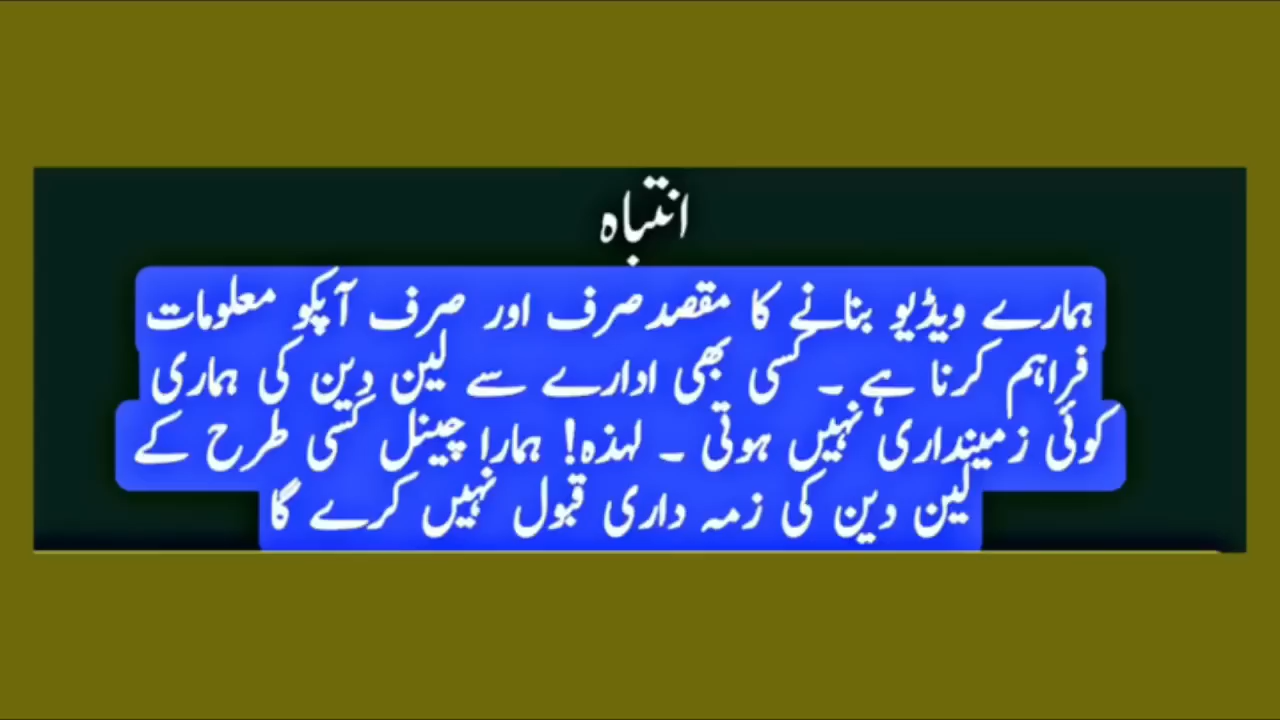 انتباہ
ہمارے ویڈیو بنانے کا مقصد صرف اور صرف آپکو معلومات
فراہم کرنا ہے ۔ کسی بھی ادارے سے لین دین کی ہماری
کوئی زمینداری نہیں ہوتی ۔ لہذہ! ہمارا چینل کسی طرح کے
لین دین کی زمہ داری قبول نہیں کرے گا